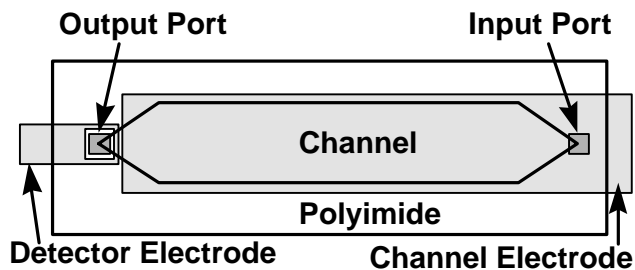 Output Port
Input Port
Channel
Polyimide
Detector Electrode
Channel Electrode